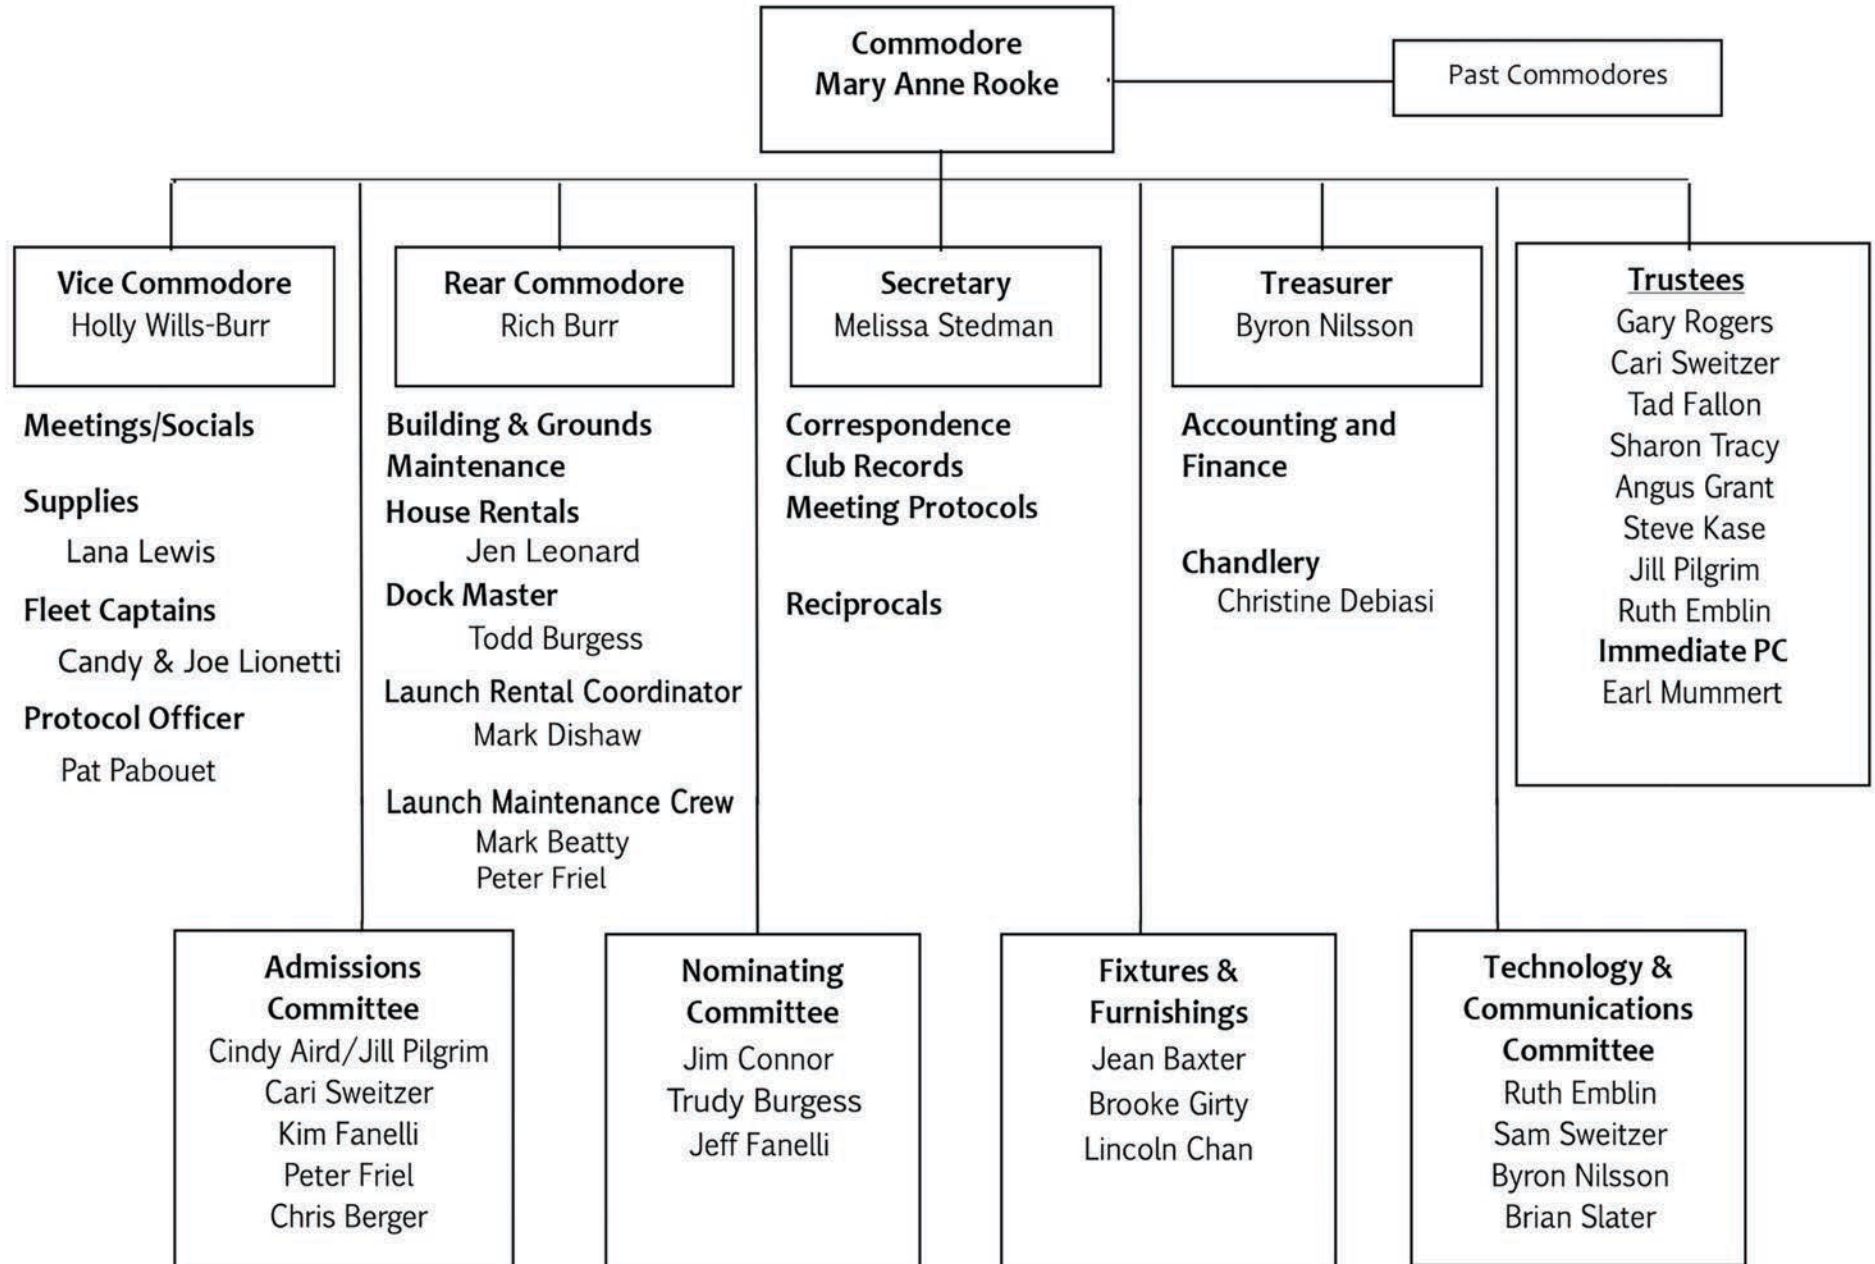 Commodore
Mary Anne Rooke
Past Commodores
Vice Commodore
Holly Wills-Burr
Meetings/Socials
Supplies
Lana Lewis
Fleet Captains
Candy & Joe Lionetti
Protocol Officer
Pat Pabouet
Rear Commodore
Rich Burr
Building & Grounds
Maintenance
House Rentals
Jen Leonard
Dock Master
Todd Burgess
Launch Rental Coordinator
Mark Dishaw
Launch Maintenance Crew
Mark Beatty
Peter Friel
Secretary
Melissa Stedman
Correspondence
Club Records
Meeting Protocols
Reciprocals
Treasurer
Byron Nilsson
Accounting and
Finance
Chandlery
Christine Debiasi
Trustees
Gary Rogers
Cari Sweitzer
Tad Fallon
Sharon Tracy
Angus Grant
Steve Kase
Jill Pilgrim
Ruth Emblin
Immediate PC
Earl Mummert
Admissions
Committee
Cindy Aird/Jill Pilgrim
Cari Sweitzer
Kim Fanelli
Peter Friel
Chris Berger
Nominating
Committee
Jim Connor
Trudy Burgess
Jeff Fanelli
Fixtures &
Furnishings
Jean Baxter
Brooke Girty
Lincoln Chan
Technology &
Communications
Committee
Ruth Emblin
Sam Sweitzer
Byron Nilsson
Brian Slater